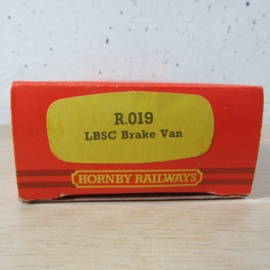 R.019
LBSC Brake Van
HORNBY RAILWAYS